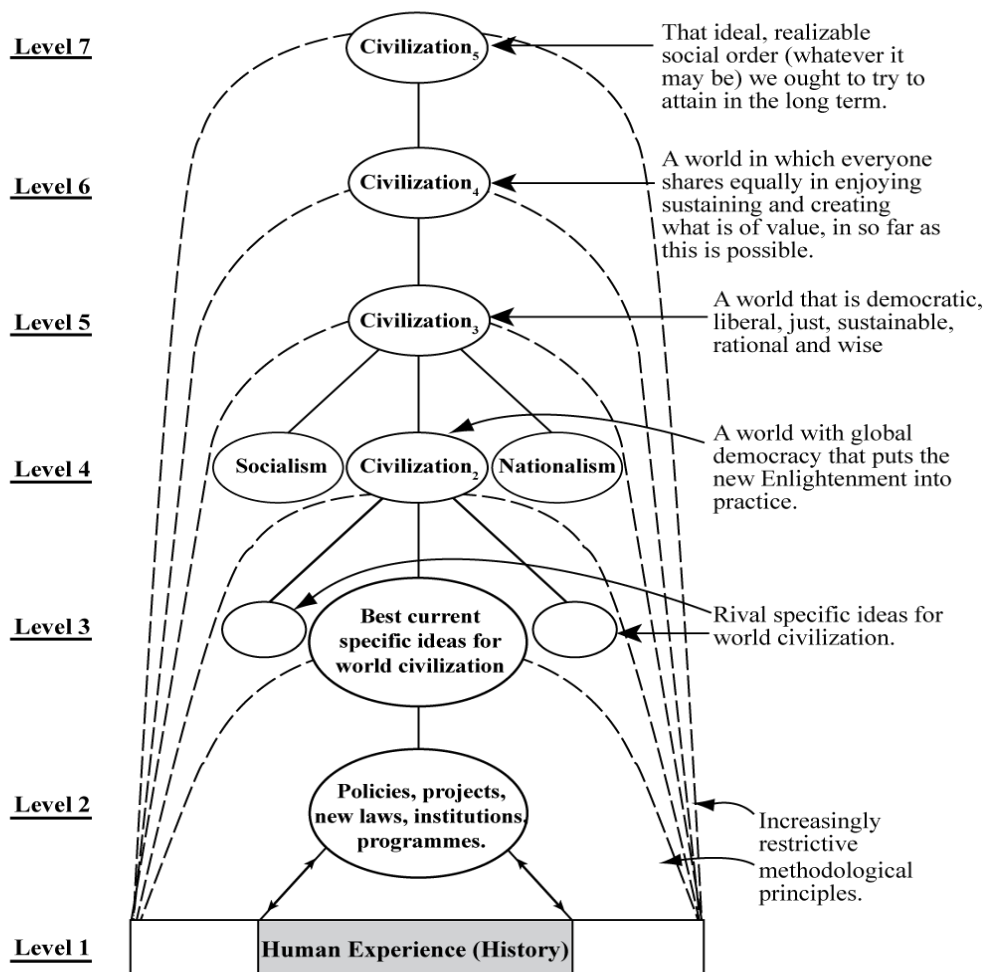 Level 7
Civilization₅
That ideal, realizable
social order (whatever it
may be) we ought to try to
attain in the long term.
Level 6
Civilization₄
A world in which everyone
shares equally in enjoying
sustaining and creating
what is of value, in so far as
this is possible.
Level 5
Civilization₃
A world that is democratic,
liberal, just, sustainable,
rational and wise
Level 4
Socialism
Civilization₂
Nationalism
A world with global
democracy that puts the
new Enlightenment into
practice.
Level 3
Best current
specific ideas for
world civilization
Rival specific ideas for
world civilization.
Level 2
Policies, projects,
new laws, institutions,
programmes.
Increasingly
restrictive
methodological
principles.
Level 1
Human Experience (History)